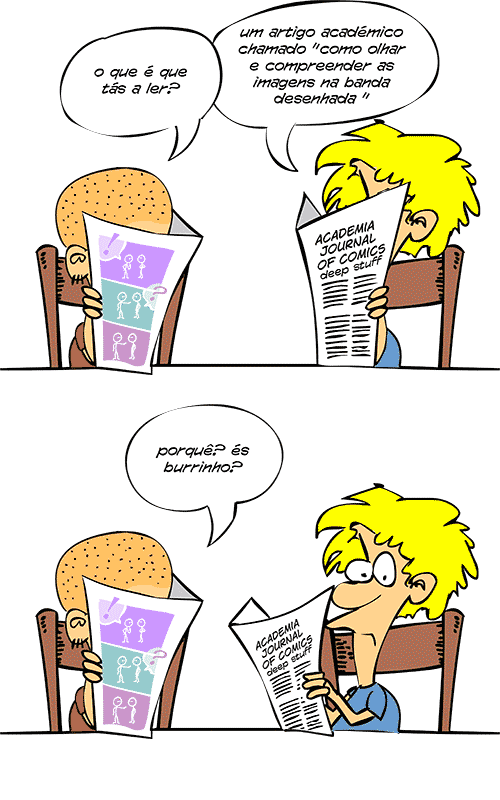 o que é que
tás a ler?
um artigo académico
chamado "como olhar
e compreender as
imagens na banda
desenhada"
!
?
ACADEMIA
JOURNAL
OF COMICS
deep stuff
porquê? és
burrinho?
!
?
ACADEMIA
JOURNAL
OF COMICS
deep stuff